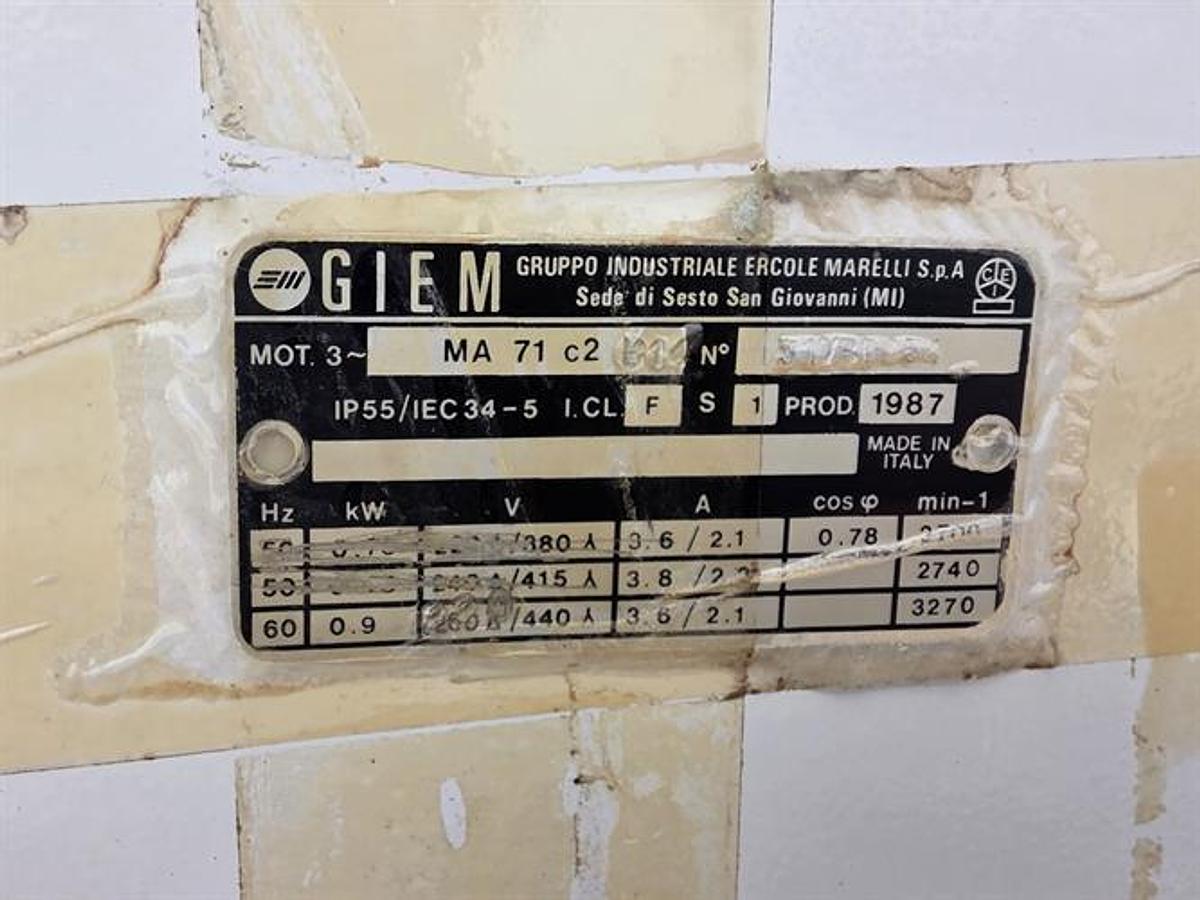 GIEM GRUPPO INDUSTRIALE ERCOLE MARELLI S.p.A
Sede di Sesto San Giovanni (MI)
MOT. 3~ MA 71 c2 N°
IP55/IEC 34-5 I.CL. F S 1 PROD. 1987
MADE IN
ITALY
Hz kW V A cos φ min-1
50 /380 ⅄ 3.6 / 2.1 0.78
50 /415 ⅄ 3.8 / 2740
60 0.9 /440 ⅄ 3.6 / 2.1 3270